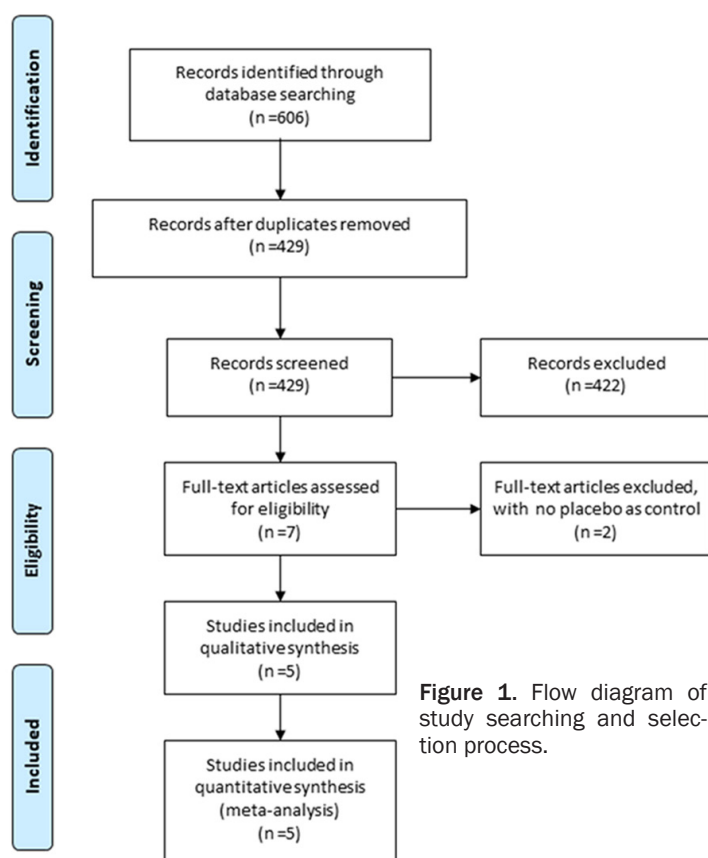 Identification
Records identified through
database searching
(n =606)
Records after duplicates removed
(n =429)
Screening
Records screened
(n =429)
Records excluded
(n =422)
Eligibility
Full-text articles assessed
for eligibility
(n =7)
Full-text articles excluded,
with no placebo as control
(n =2)
Studies included in
qualitative synthesis
(n =5)
Included
Studies included in
quantitative synthesis
(meta-analysis)
(n =5)
Figure 1. Flow diagram of
study searching and selec-
tion process.